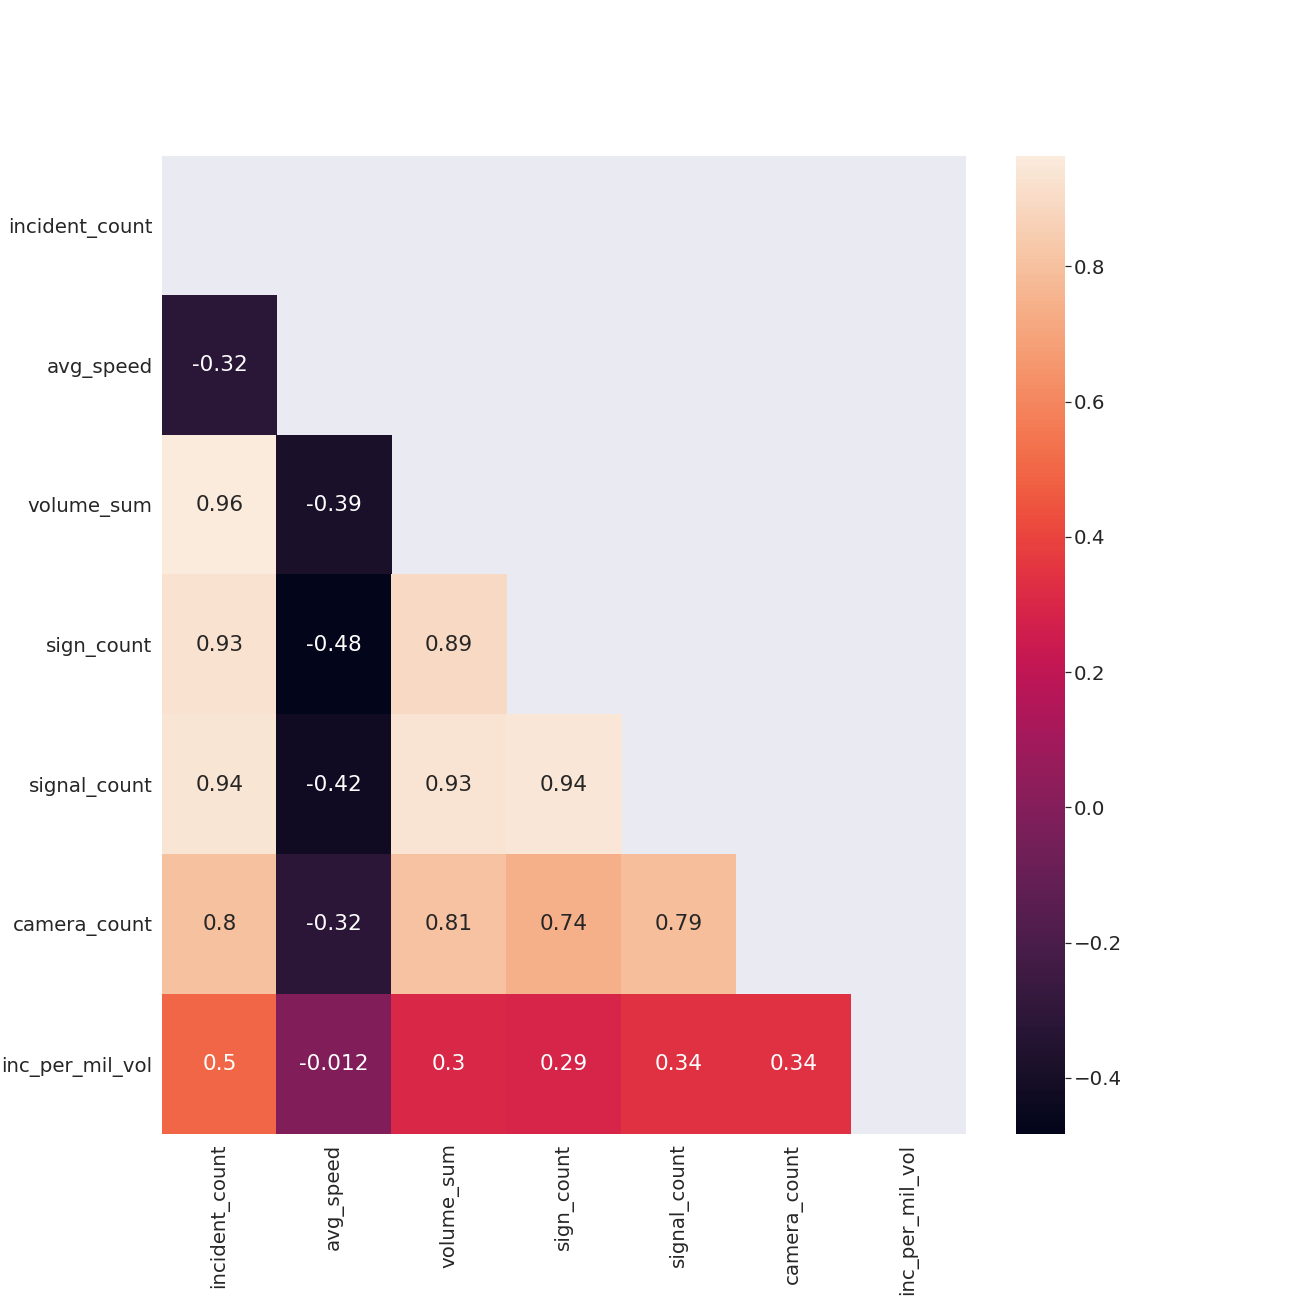 incident_count
avg_speed
-0.32
volume_sum
0.96 -0.39
sign_count
0.93 -0.48 0.89
signal_count
0.94 -0.42 0.93 0.94
camera_count
0.8 -0.32 0.81 0.74 0.79
inc_per_mil_vol
0.5 -0.012 0.3 0.29 0.34 0.34
incident_count
avg_speed
volume_sum
sign_count
signal_count
camera_count
inc_per_mil_vol
0.8
0.6
0.4
0.2
0.0
−0.2
−0.4